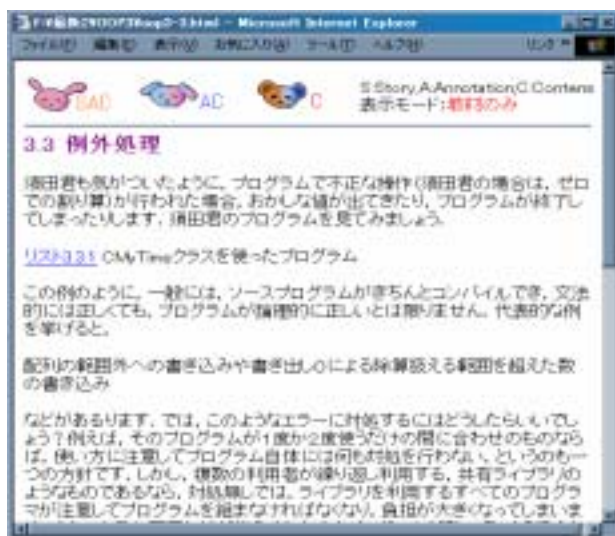 Microsoft Internet Explorer
ファイル(F) 編集(E) 表示(V) お気に入り(A) ツール(T) ヘルプ(H) リンク
SAC AC C S:Story,A:Annotation,C:Contens
表示モード:
3.3 例外処理
須田君も気がついたように, プログラムで不正な操作(須田君の場合は, ゼロ
での割り算)が行われた場合, おかしな値が出てきたり, プログラムが終了し
てしまったりします. 須田君のプログラムを見てみましょう.
リスト3.3.1 CMyTimeクラスを使ったプログラム
この例のように, 一般には, ソースプログラムがきちんとコンパイルでき, 文法
的には正しくても, プログラムが論理的に正しいとは限りません. 代表的な例
を挙げると,
配列の範囲外への書き込みや書き出し0による除算扱える範囲を超えた数
の書き込み
などがあるります. では, このようなエラーに対処するにはどうしたらいいでし
ょう?例えば, そのプログラムが1度か2度使うだけの間に合わせのものなら
ば, 使い方に注意してプログラム自体には何も対処を行わない, というのも一
つの方針です. しかし, 複数の利用者が繰り返し利用する, 共有ライブラリの
ようなものであるなら, 対処無しでは, ライブラリを利用するすべてのプログラ
マが注意してプログラムを組まなければなくなり, 負担が大きくなってしまいま